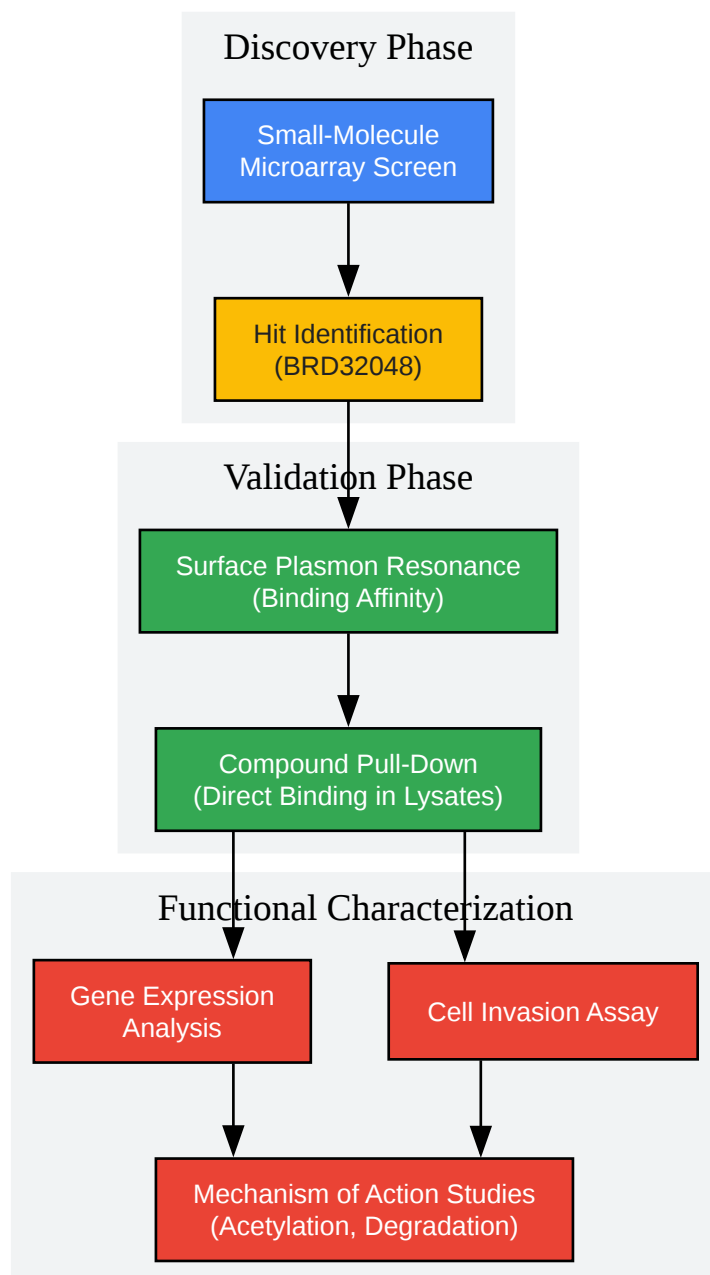 Discovery Phase
Small-Molecule
Microarray Screen
Hit Identification
(BRD32048)
Validation Phase
Surface Plasmon Resonance
(Binding Affinity)
Compound Pull-Down
(Direct Binding in Lysates)
Functional Characterization
Gene Expression
Analysis
Cell Invasion Assay
Mechanism of Action Studies
(Acetylation, Degradation)